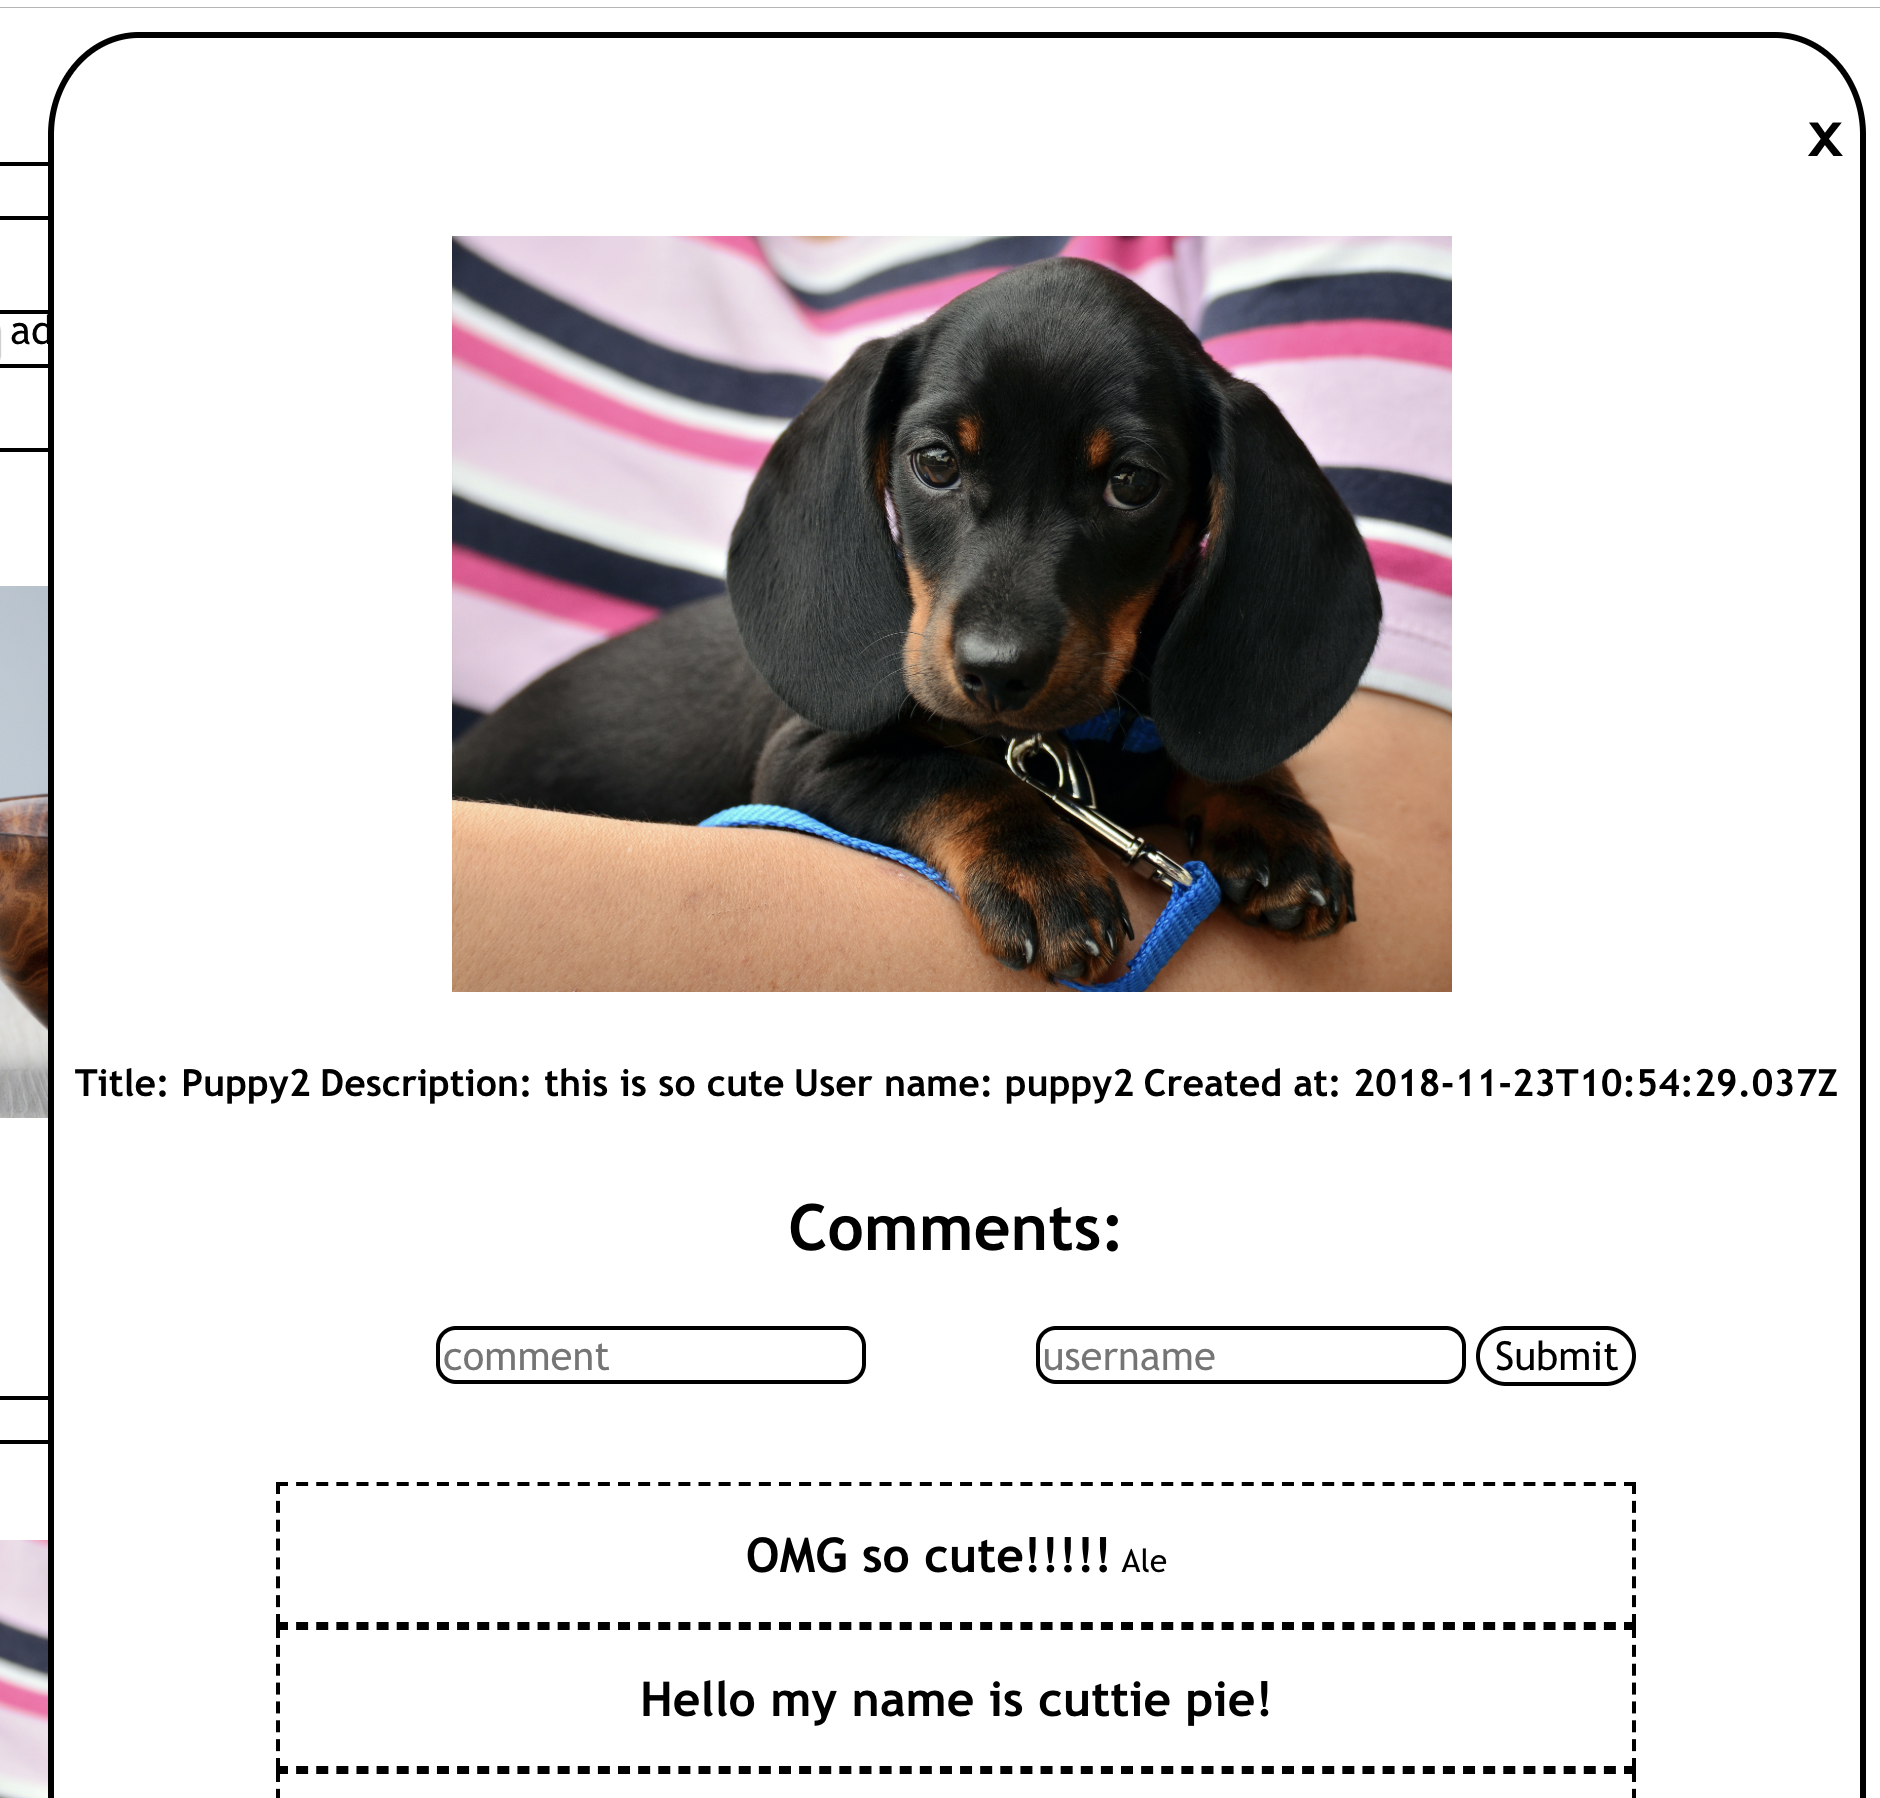 X
ac
Title: Puppy2 Description: this is so cute User name: puppy2 Created at: 2018-11-23T10:54:29.037Z
Comments:
comment username Submit
OMG so cute!!!!! Ale
Hello my name is cuttie pie!